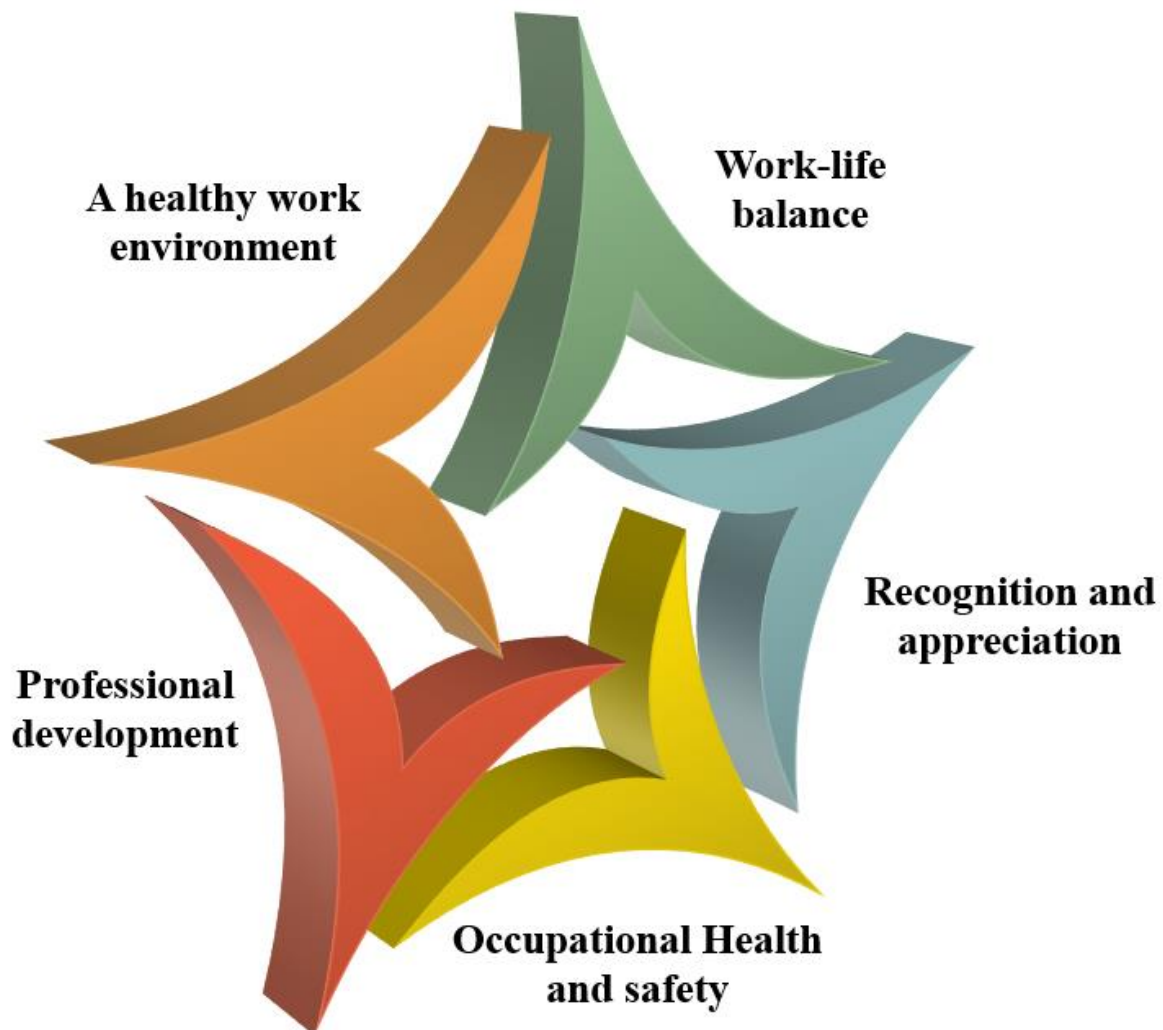 Work-life
balance
A healthy work
environment
Recognition and
appreciation
Professional
development
Occupational Health
and safety